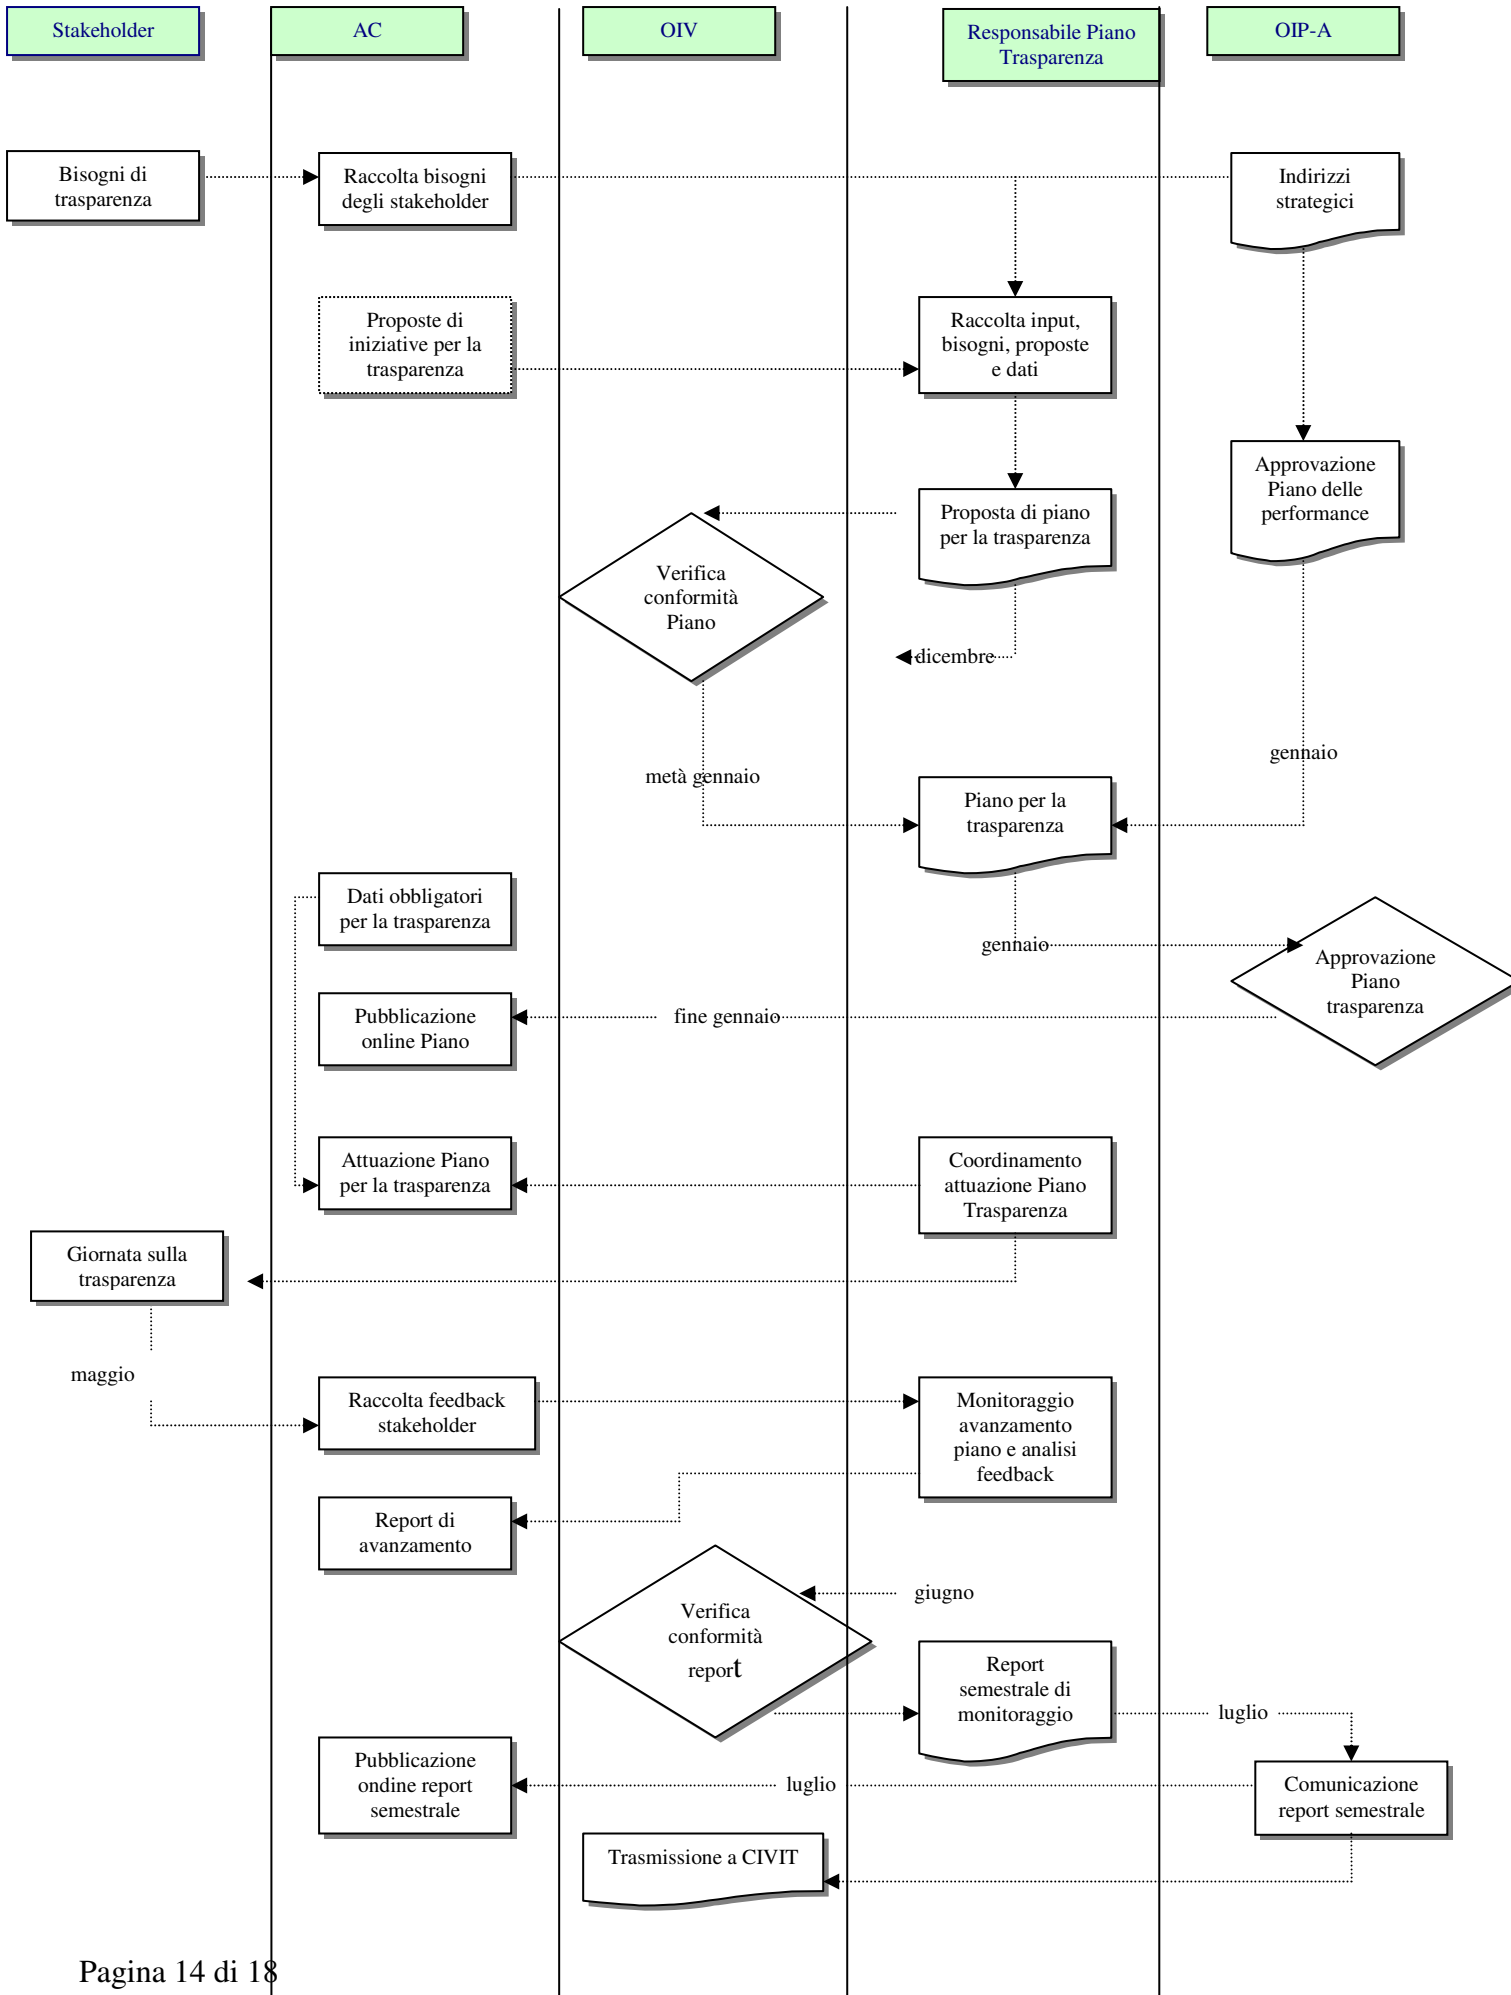 Stakeholder
AC
OIV
Responsabile Piano
Trasparenza
OIP-A
Bisogni di
trasparenza
Raccolta bisogni
degli stakeholder
Indirizzi
strategici
Proposte di
iniziative per la
trasparenza
Raccolta input,
bisogni, proposte
e dati
Approvazione
Piano delle
performance
Proposta di piano
per la trasparenza
Verifica
conformità
Piano
dicembre
gennaio
metà gennaio
Piano per la
trasparenza
Dati obbligatori
per la trasparenza
gennaio
Approvazione
Piano
trasparenza
Pubblicazione
online Piano
fine gennaio
Attuazione Piano
per la trasparenza
Coordinamento
attuazione Piano
Trasparenza
Giornata sulla
trasparenza
maggio
Raccolta feedback
stakeholder
Monitoraggio
avanzamento
piano e analisi
feedback
Report di
avanzamento
giugno
Verifica
conformità
report
Report
semestrale di
monitoraggio
luglio
Pubblicazione
ondine report
semestrale
luglio
Comunicazione
report semestrale
Trasmissione a CIVIT
Pagina 14 di 18